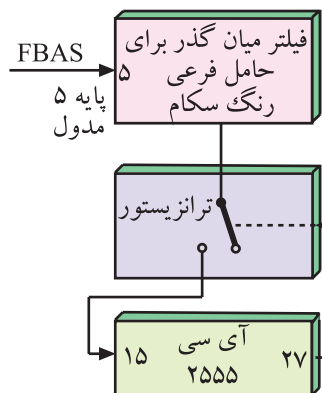 فیلتر میان گذر برای
حامل فرعی
رنگ سکام
۵
FBAS
پایه ۵
مدول
ترانزیستور
آی سی
۲۵۵۵
۱۵
۲۷